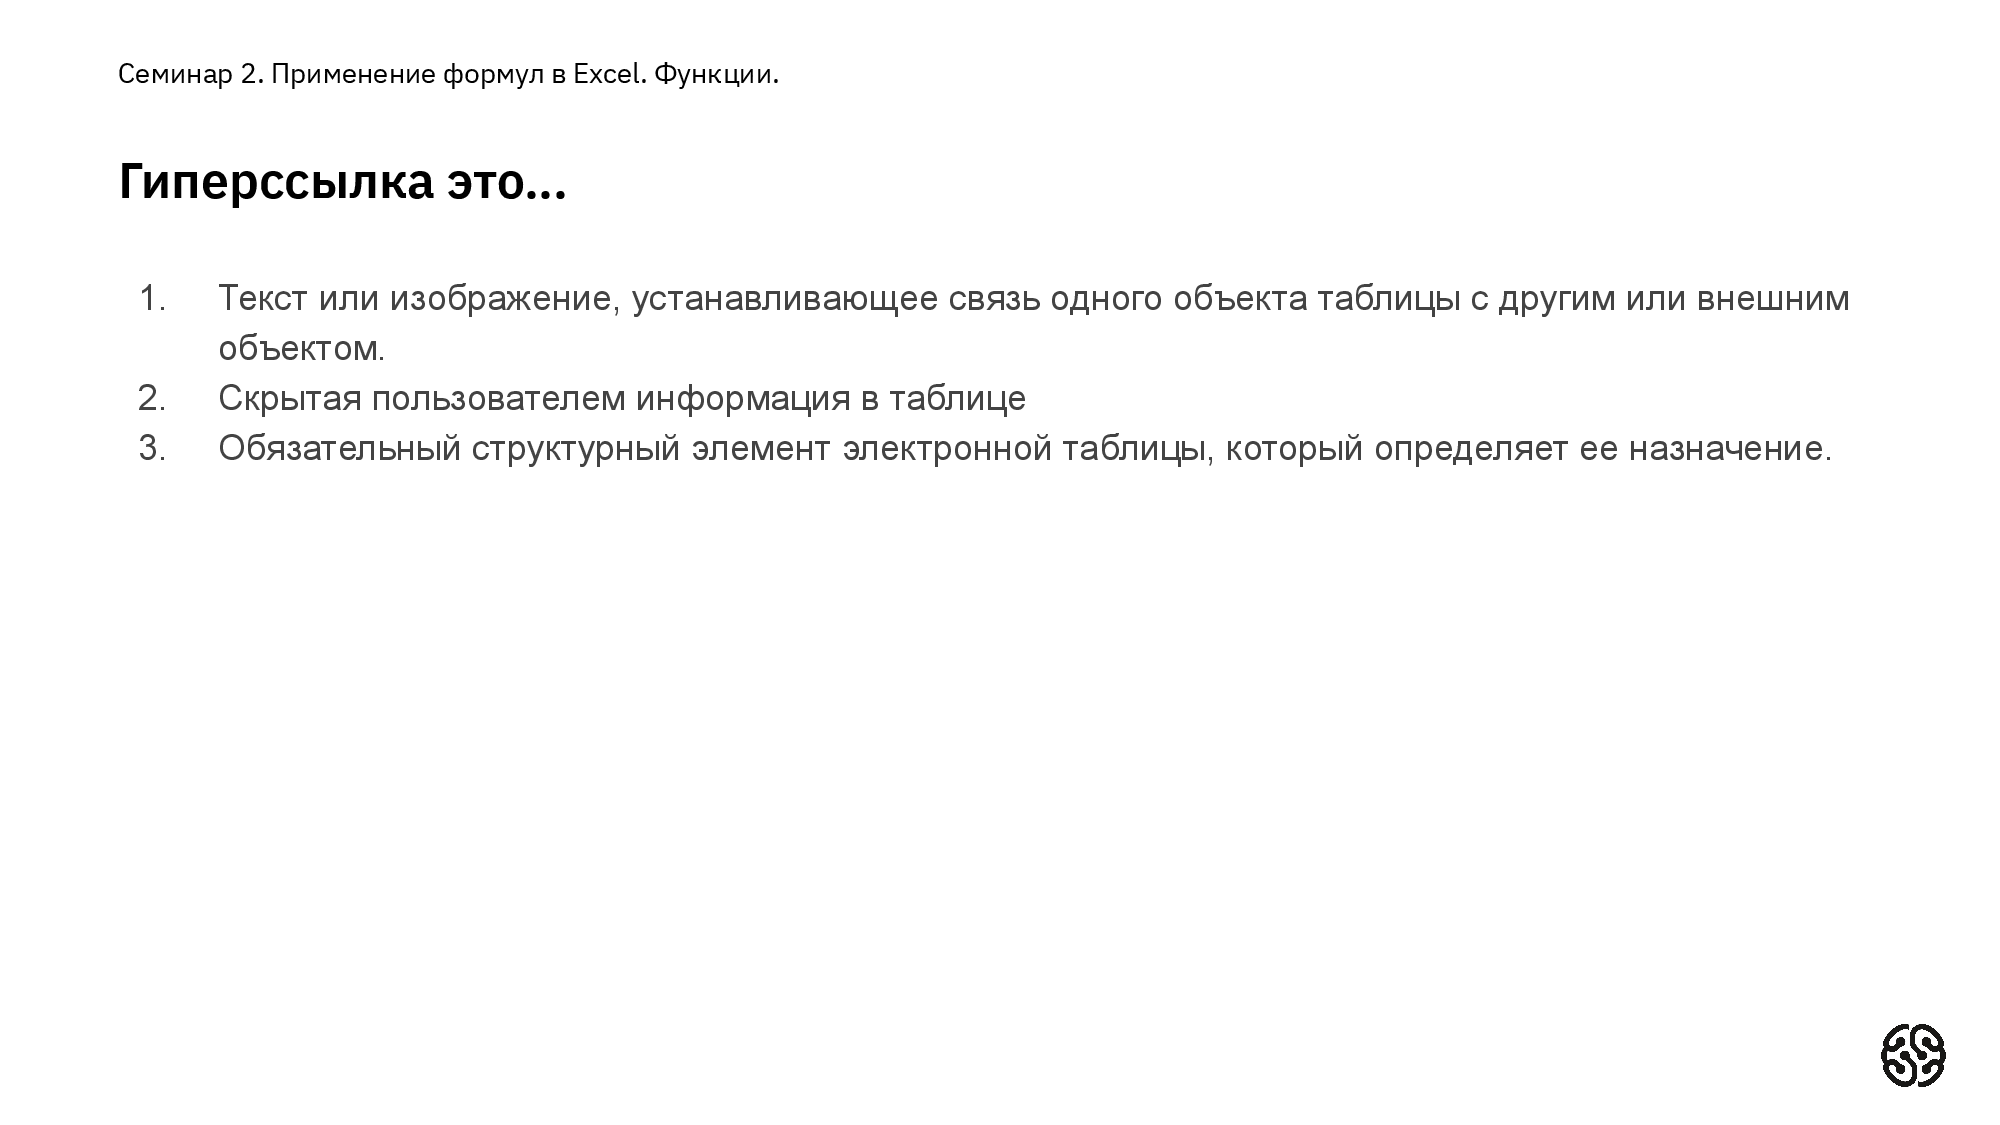 Семинар 2. Применение формул в Excel. Функции.
Гиперссылка это...
1. Текст или изображение, устанавливающее связь одного объекта таблицы с другим или внешним
объектом.
2. Скрытая пользователем информация в таблице
3. Обязательный структурный элемент электронной таблицы, который определяет ее назначение.